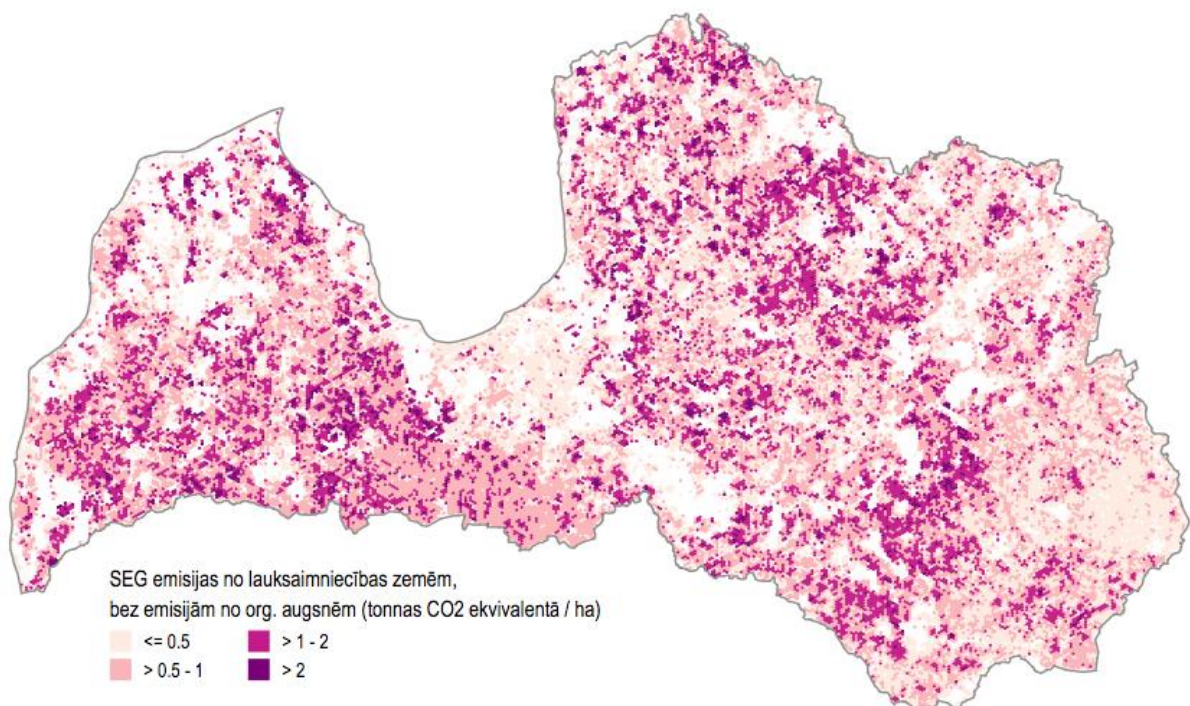 SEG emisijas no lauksaimniecības zemēm,
bez emisijām no org. augsnēm (tonnas CO2 ekvivalentā / ha)
<= 0.5
> 1 - 2
> 0.5 - 1
> 2